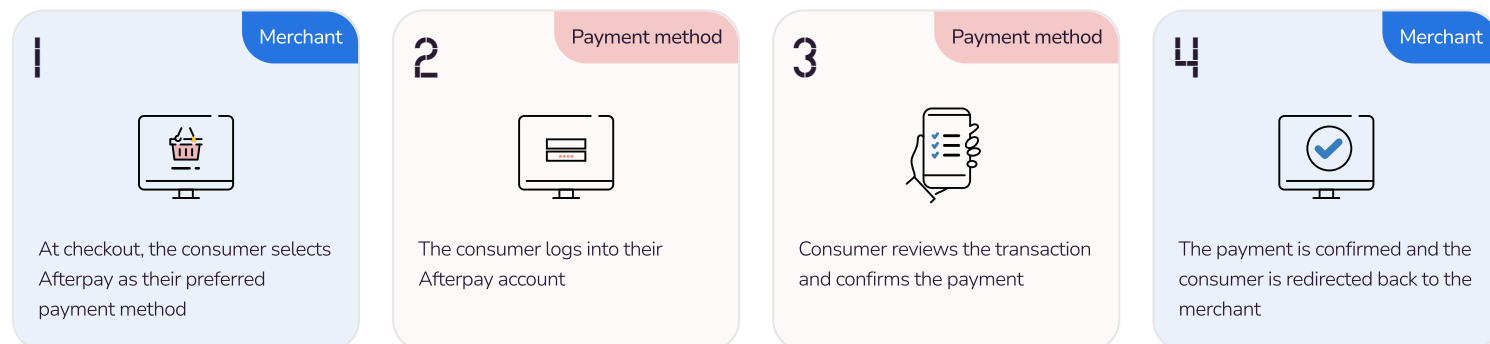 1
Merchant
At checkout, the consumer selects
Afterpay as their preferred
payment method
2
Payment method
The consumer logs into their
Afterpay account
3
Payment method
Consumer reviews the transaction
and confirms the payment
4
Merchant
The payment is confirmed and the
consumer is redirected back to the
merchant